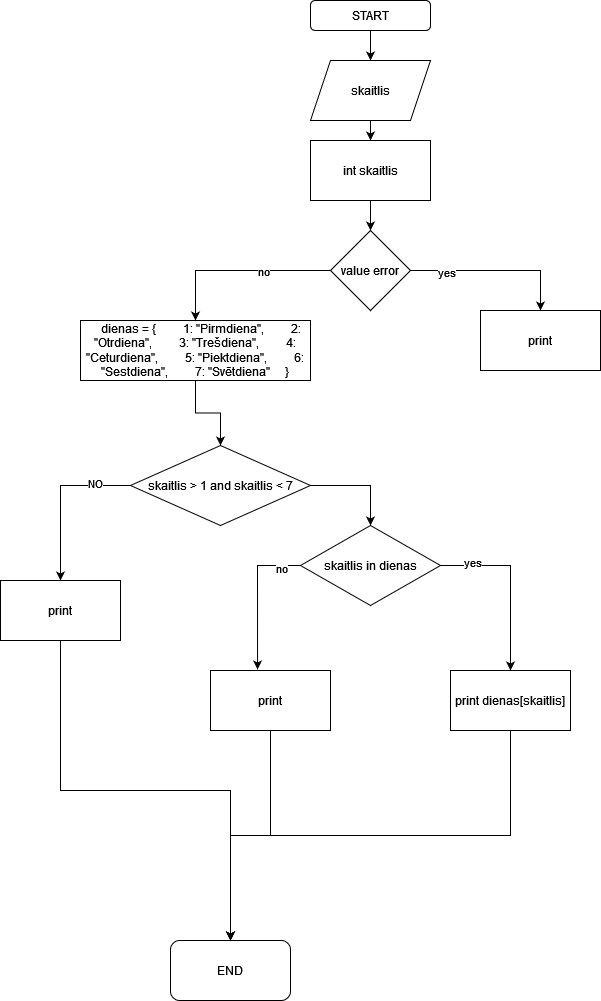 START
skaitlis
int skaitlis
value error
no
yes
dienas = { 1: "Pirmdiena", 2:
"Otrdiena", 3: "Trešdiena", 4:
"Ceturdiena", 5: "Piektdiena", 6:
"Sestdiena", 7: "Svētdiena" }
print
skaitlis > 1 and skaitlis < 7
NO
skaitlis in dienas
no
yes
print
print
print dienas[skaitlis]
END